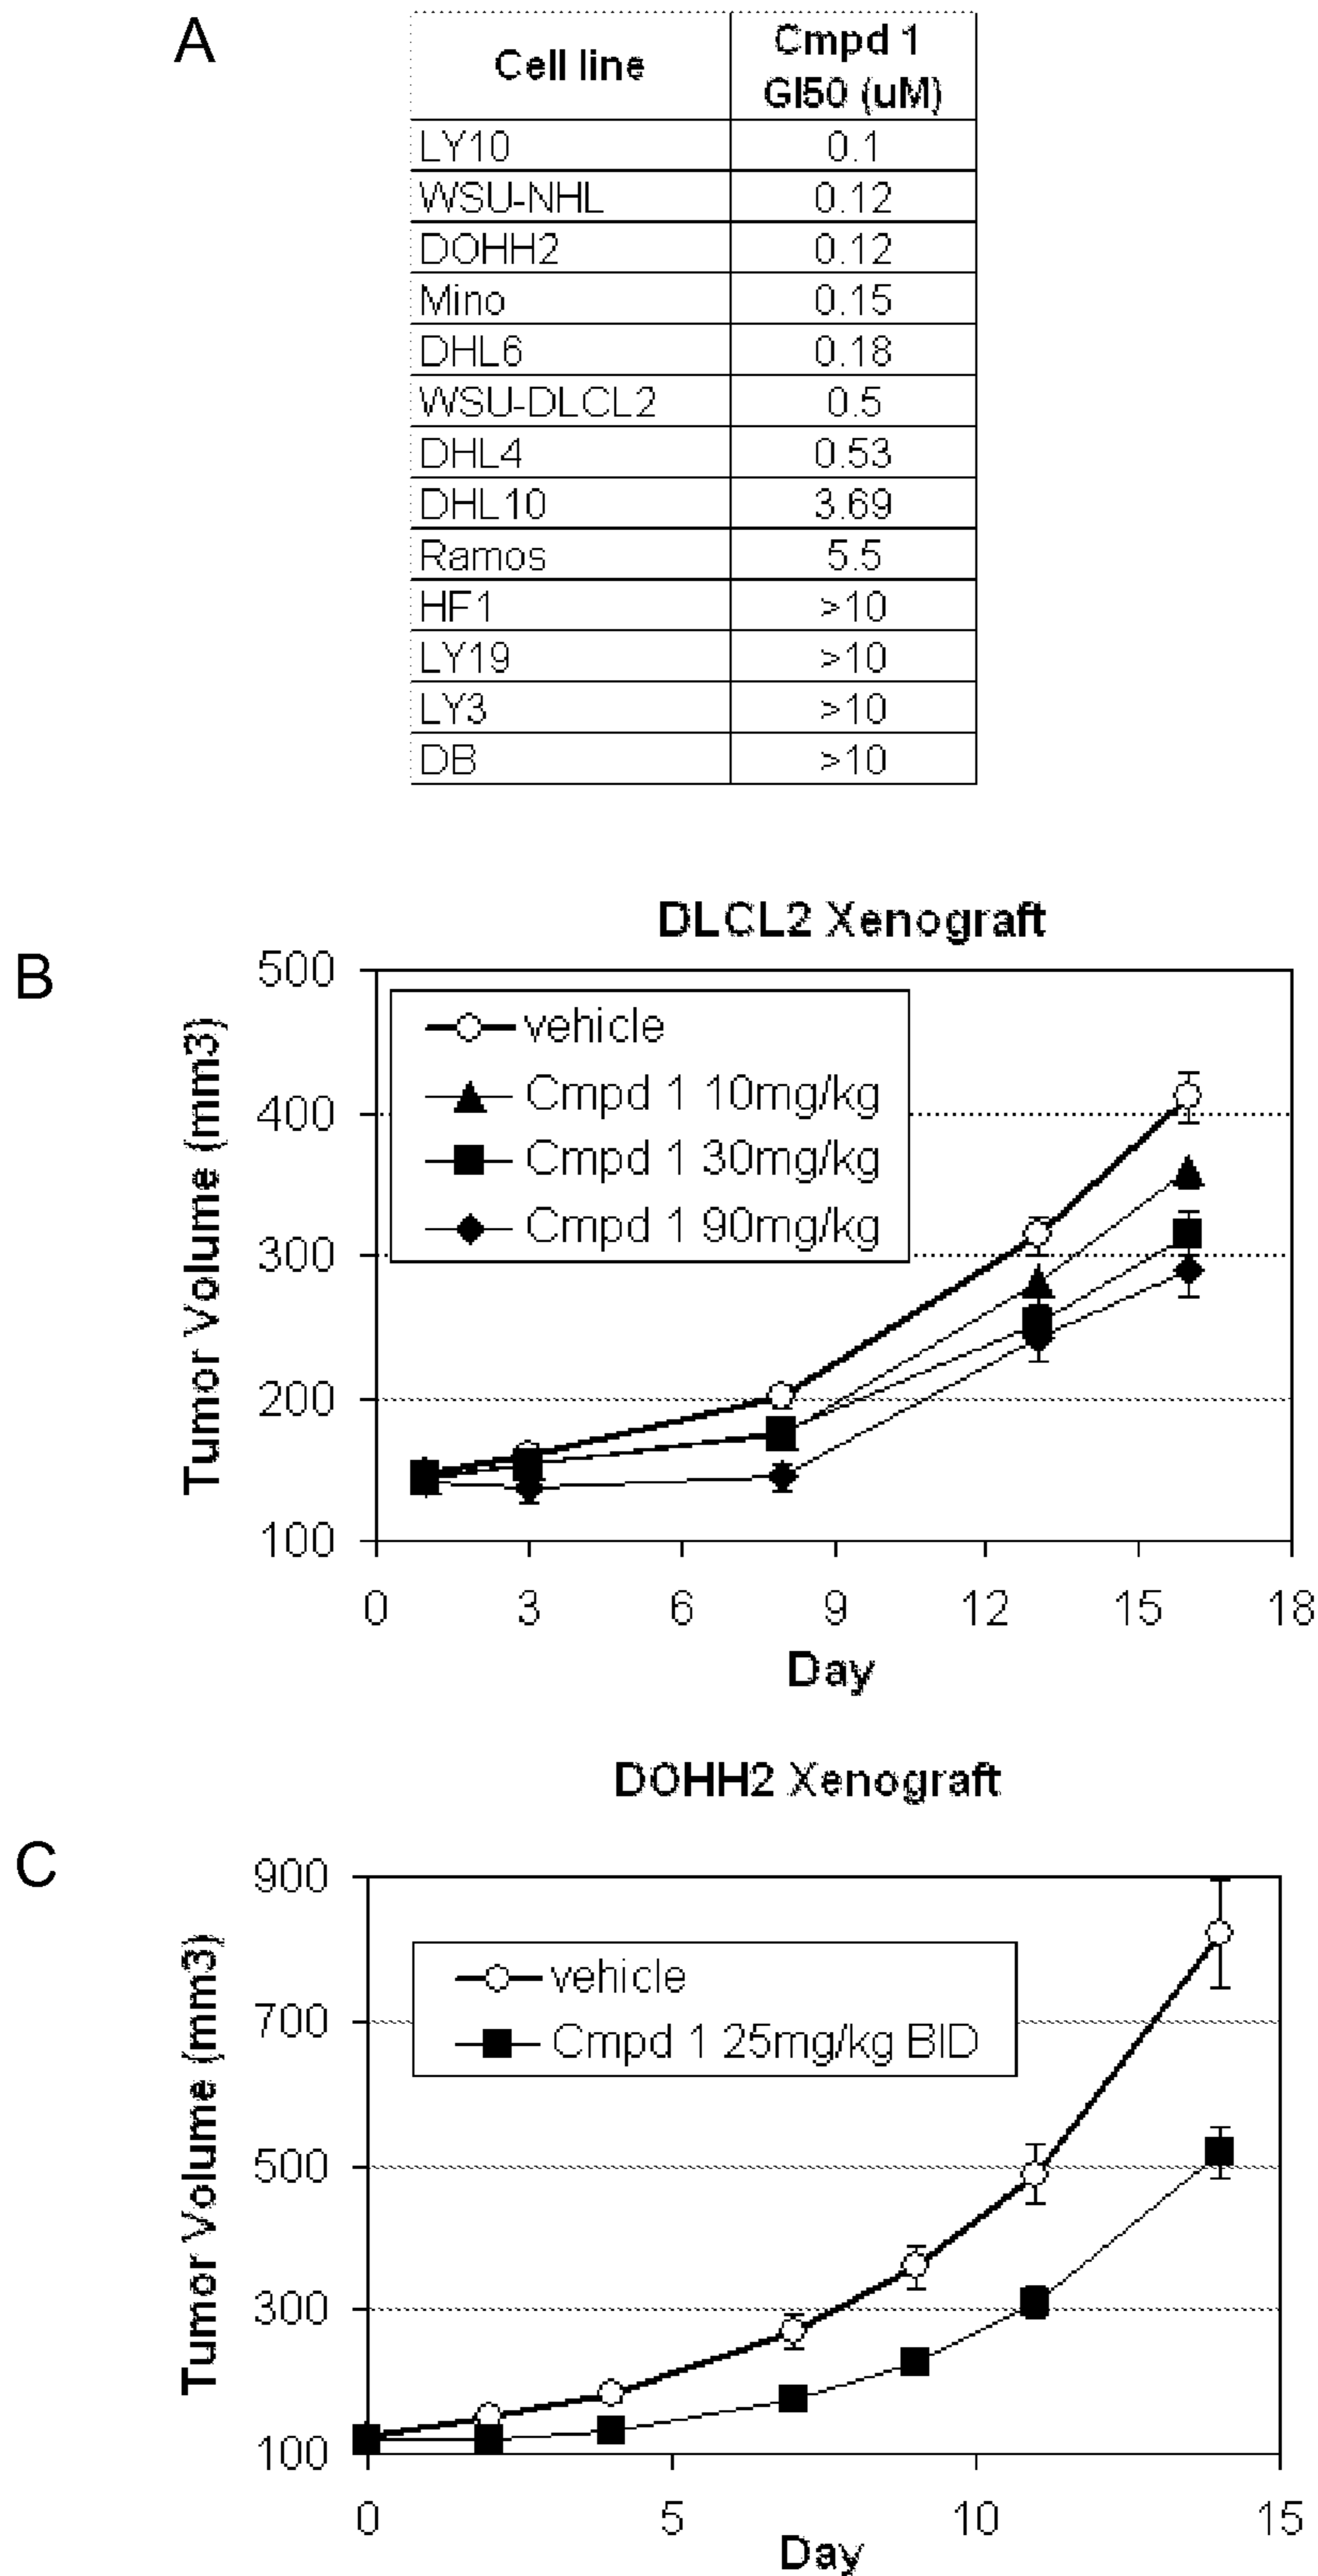 A
Cell line
Cmpd 1
GI50 (uM)
LY10 0.1
WSU-NHL 0.12
DOHH2 0.12
Mino 0.15
DHL6 0.18
WSU-DLCL2 0.5
DHL4 0.53
DHL10 3.69
Ramos 5.5
HF1 >10
LY19 >10
LY3 >10
DB >10
B
DLCL2 Xenograft
Tumor Volume (mm3)
500
400
300
200
100
vehicle
Cmpd 1 10mg/kg
Cmpd 1 30mg/kg
Cmpd 1 90mg/kg
0 3 6 9 12 15 18
Day
C
DOHH2 Xenograft
Tumor Volume (mm3)
900
700
500
300
100
vehicle
Cmpd 1 25mg/kg BID
0 5 10 15
Day